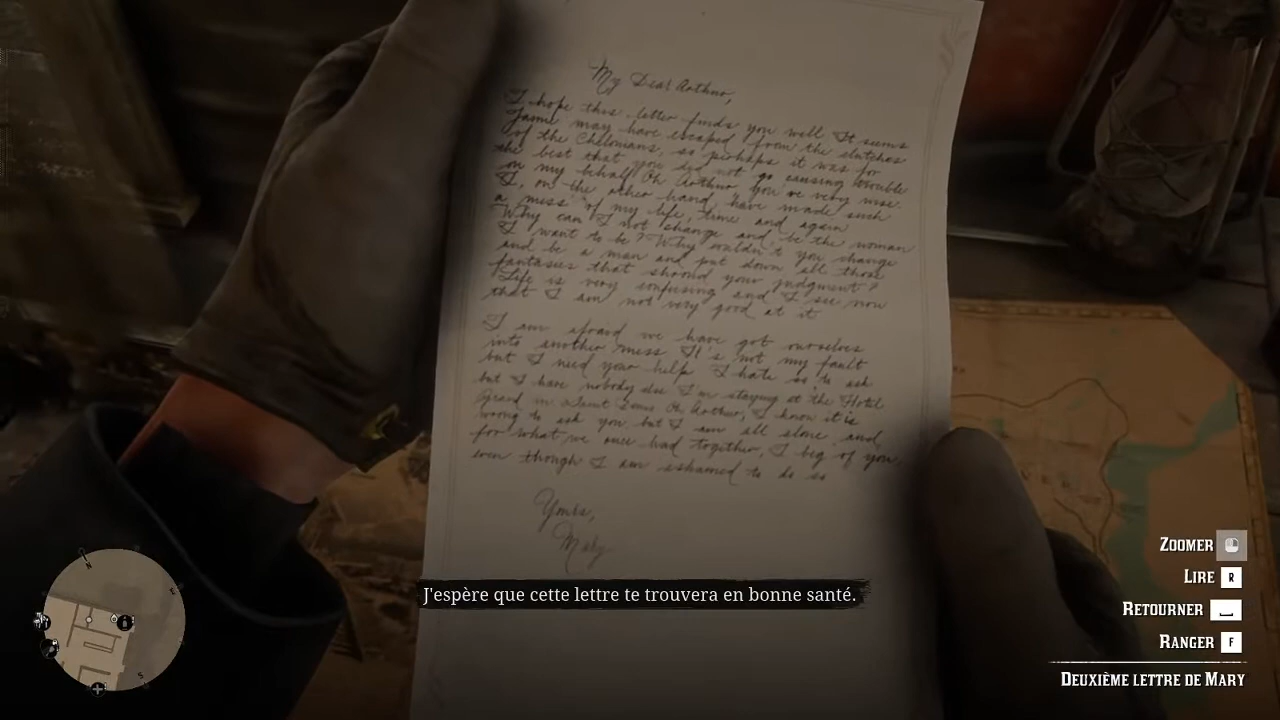 My Dear Arthur,
I hope this letter finds you well. It seems
Jamie may have escaped from the clutches
of the Chelonians, so perhaps it was for
the best that you did not go causing trouble
on my behalf. Oh Arthur you're very wise.
I, on the other hand, have made such
a mess of my life, time and again
Why can I not change and be the woman
I want to be? Why wouldn't you change
and be a man and put down all those
fantasies that shroud your judgment?
Life is very confusing and I see now
that I am not very good at it
I am afraid we have got ourselves
into another mess It's not my fault
but I need your help I hate so to ask
but I have nobody else I'm staying at the Hotel
Grand in Saint Denis Oh Arthur, I know it is
wrong to ask you, but I am all alone, and
for what we once had together, I beg of you,
even though I am ashamed to do so
Yours,
Mary
J'espère que cette lettre te trouvera en bonne santé.
ZOOMER
LIRE R
RETOURNER
RANGER F
DEUXIÈME LETTRE DE MARY